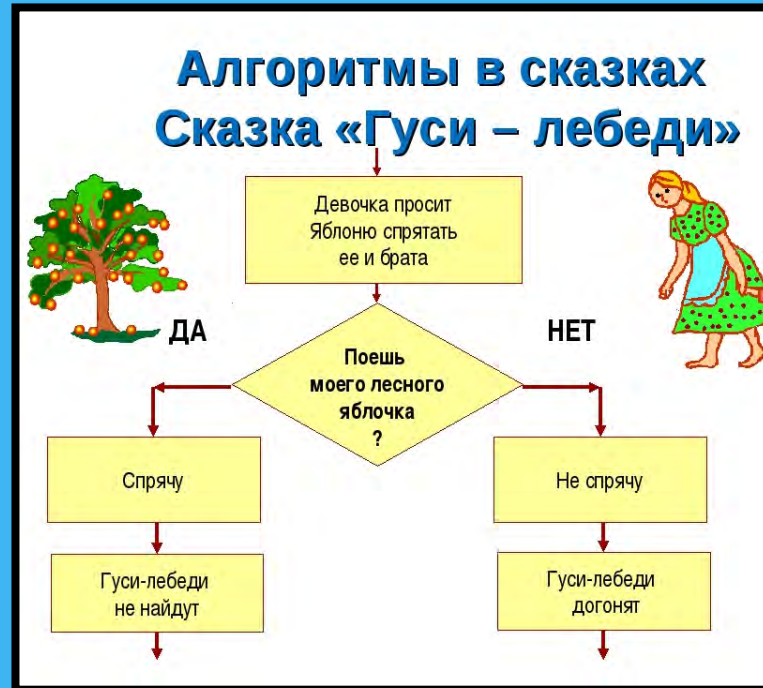 Алгоритмы в сказках
Сказка «Гуси – лебеди»
Девочка просит
Яблоню спрятать
ее и брата
ДА
НЕТ
Поешь
моего лесного
яблочка
?
Спрячу
Не спрячу
Гуси-лебеди
не найдут
Гуси-лебеди
догонят